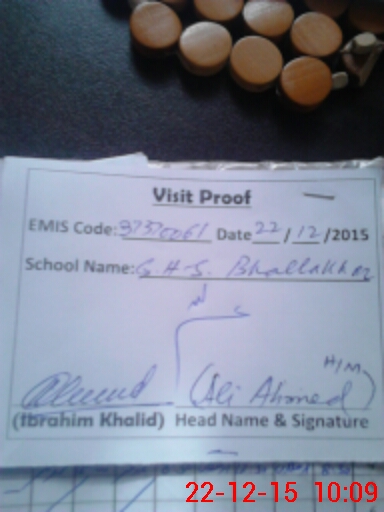 Visit Proof
EMIS Code: 37370061 Date 22 / 12 /2015
School Name: G.H.S. Bhallakhar
H/M
(Ali Ahmed)
(Ibrahim Khalid) Head Name & Signature
22-12-15 10:09